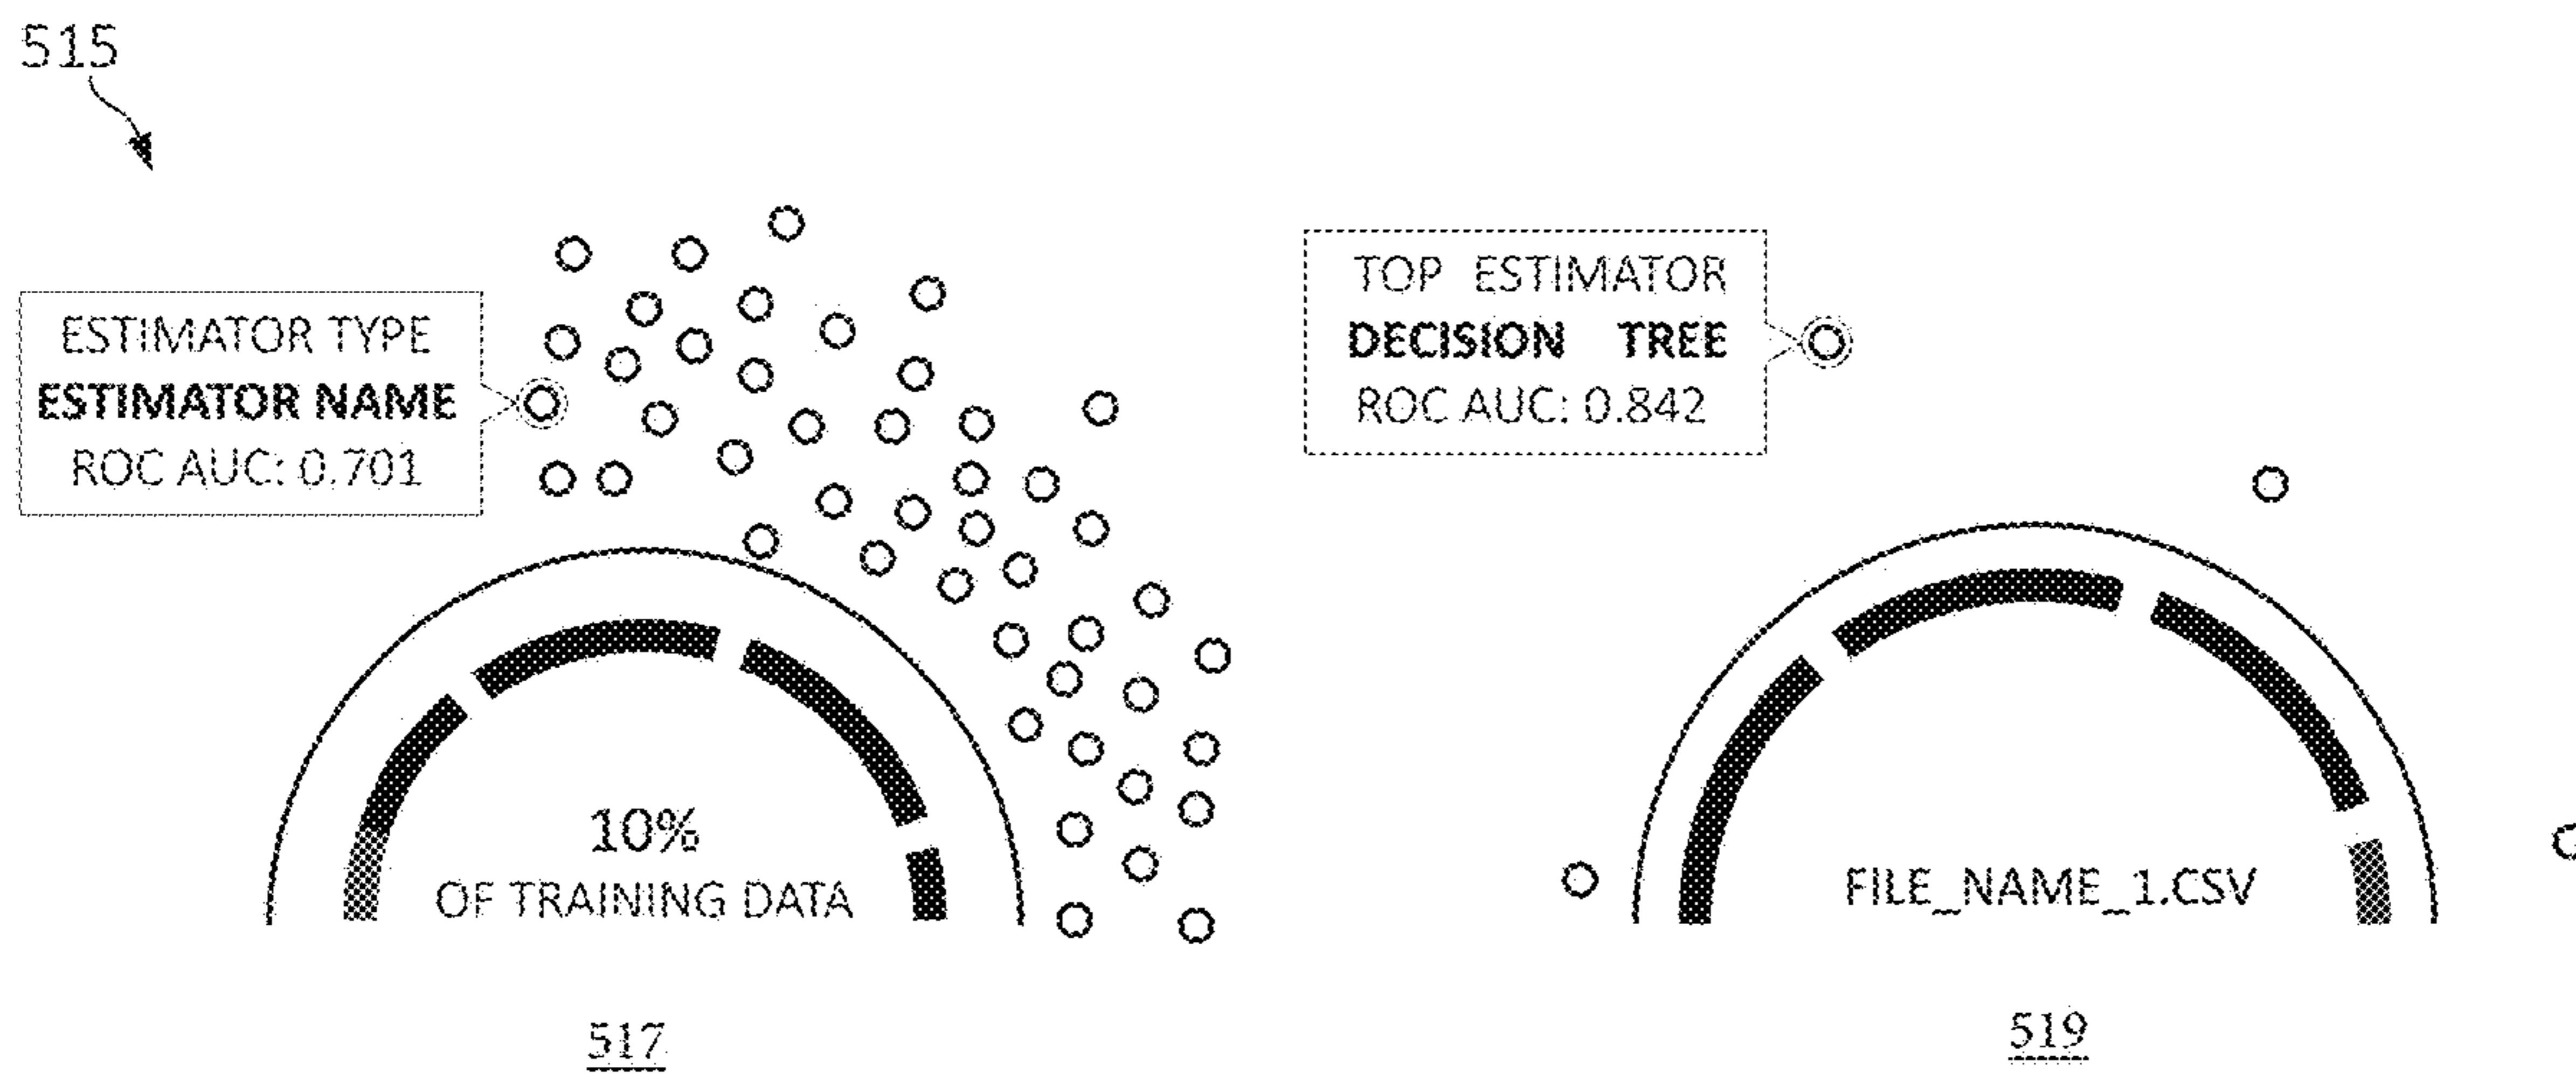 515
ESTIMATOR TYPE
ESTIMATOR NAME
ROC AUC: 0.701
10%
OF TRAINING DATA
517
TOP ESTIMATOR
DECISION TREE
ROC AUC: 0.842
FILE_NAME_1.CSV
519